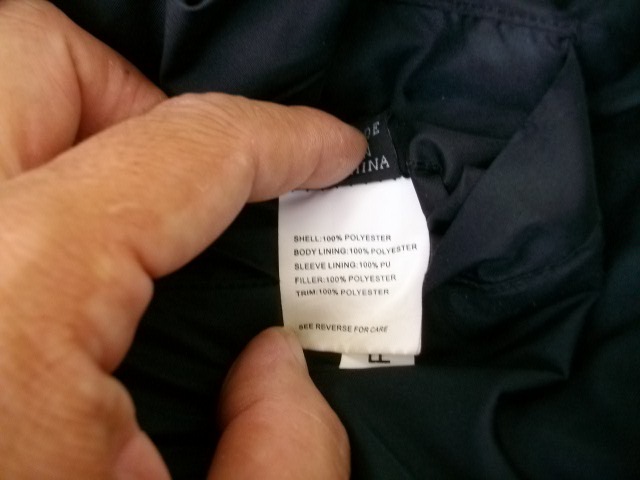 CHINA
SHELL:100% POLYESTER
BODY LINING:100% POLYESTER
SLEEVE LINING:100% PU
FILLER:100% POLYESTER
TRIM:100% POLYESTER
SEE REVERSE FOR CARE